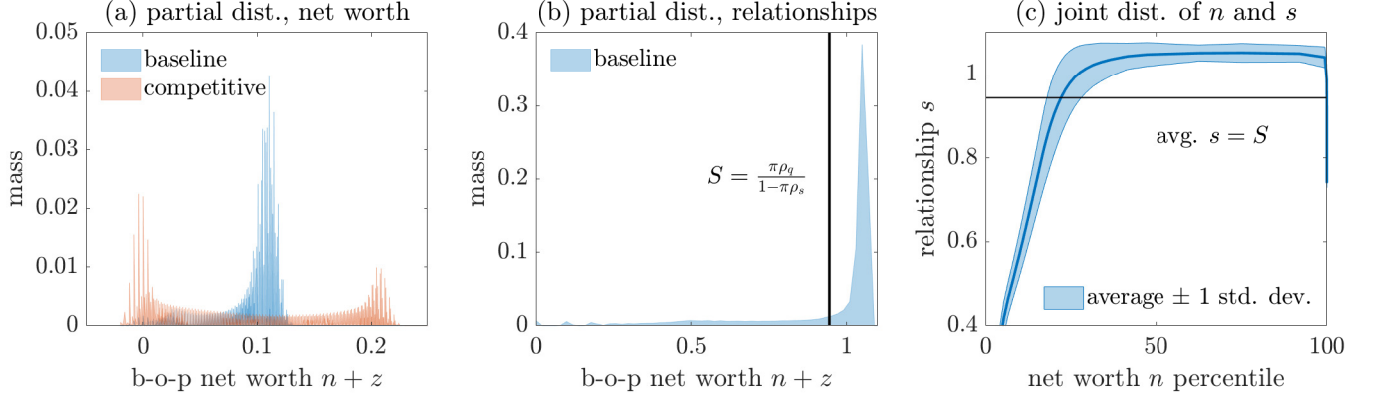 (a) partial dist., net worth
0.05
0.04
0.03
0.02
0.01
0
mass
baseline
competitive
0
0.1
0.2
b-o-p net worth n + z
(b) partial dist., relationships
0.4
0.3
0.2
0.1
0
mass
baseline
S = πρ_q / 1−πρ_s
0
0.5
1
b-o-p net worth n + z
(c) joint dist. of n and s
1
0.8
0.6
0.4
relationship s
avg. s = S
average ± 1 std. dev.
0
50
100
net worth n percentile